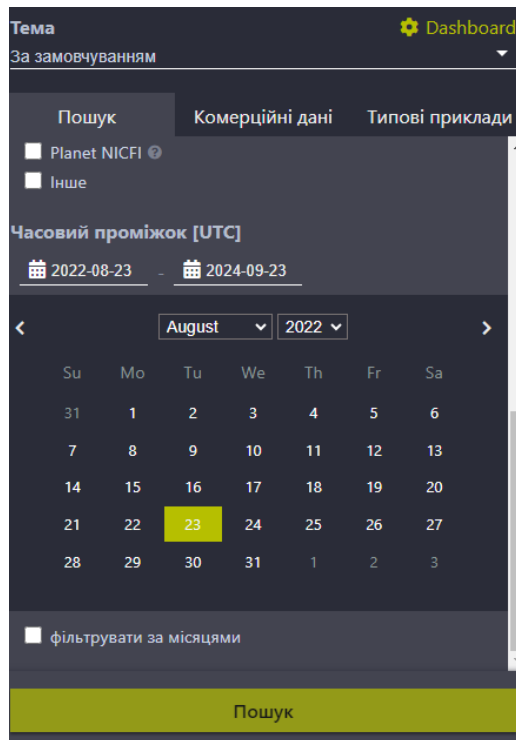 Тема Dashboard
За замовчуванням
Пошук Комерційні дані Типові приклади
Planet NICFI
Інше
Часовий проміжок [UTC]
2022-08-23 - 2024-09-23
August 2022
Su Mo Tu We Th Fr Sa
31 1 2 3 4 5 6
7 8 9 10 11 12 13
14 15 16 17 18 19 20
21 22 23 24 25 26 27
28 29 30 31 1 2 3
фільтрувати за місяцями
Пошук